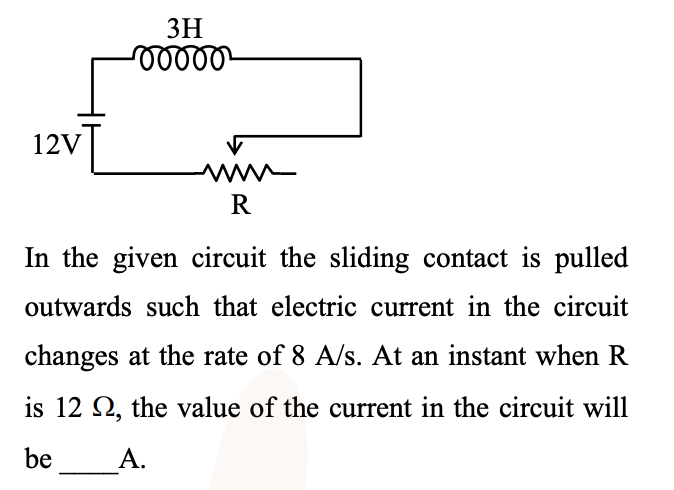 3H
12V
R
In the given circuit the sliding contact is pulled
outwards such that electric current in the circuit
changes at the rate of 8 A/s. At an instant when R
is 12 Ω, the value of the current in the circuit will
be ____A.